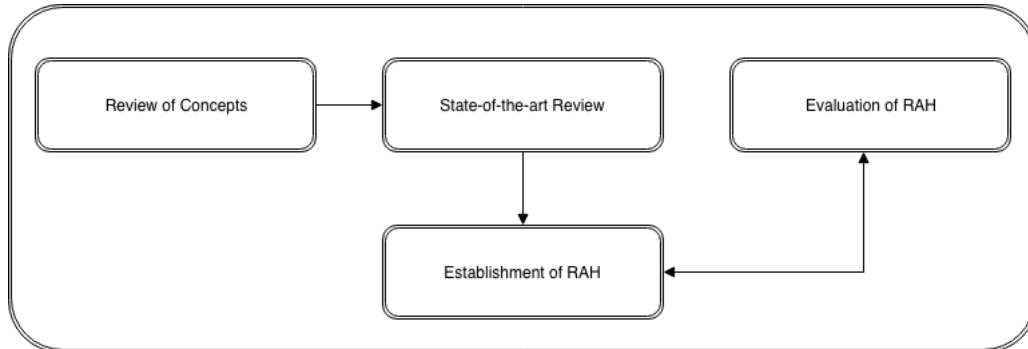 Review of Concepts
State-of-the-art Review
Evaluation of RAH
Establishment of RAH